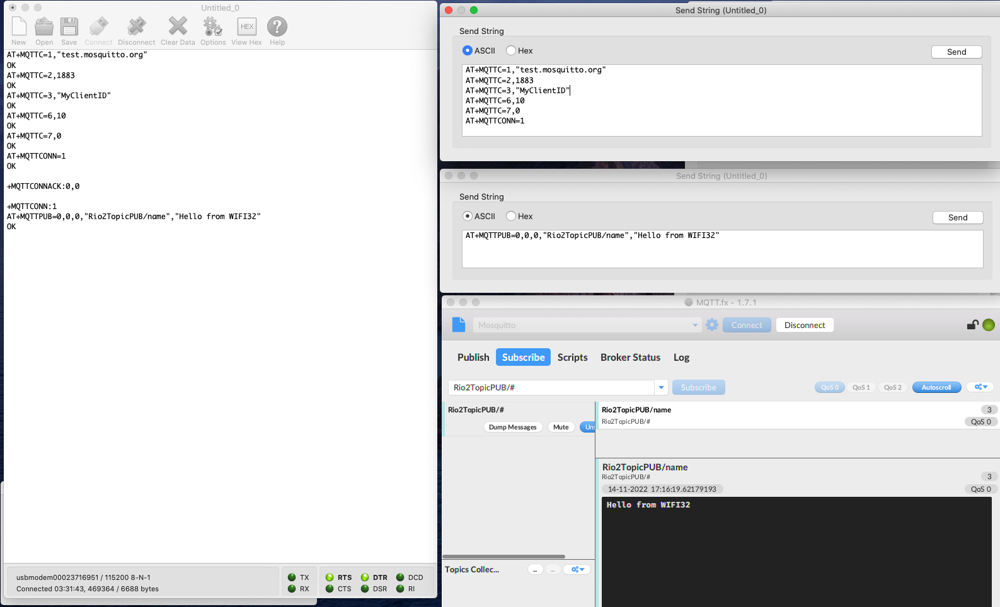 Untitled_0
New Open Save Connect Disconnect Clear Data Options View Hex Help
HEX
AT+MQTTC=1,"test.mosquitto.org"
OK
AT+MQTTC=2,1883
OK
AT+MQTTC=3,"MyClientID"
OK
AT+MQTTC=6,10
OK
AT+MQTTC=7,0
OK
AT+MQTTCONN=1
OK
+MQTTCONNACK:0,0
+MQTTCONN:1
AT+MQTTPUB=0,0,0,"Rio2TopicPUB/name","Hello from WIFI32"
OK
usbmodem00023716951 / 115200 8-N-1
Connected 03:31:43, 469364 / 6688 bytes
TX RTS DTR DCD
RX CTS DSR RI
Send String (Untitled_0)
Send String
ASCII Hex
Send
AT+MQTTC=1,"test.mosquitto.org"
AT+MQTTC=2,1883
AT+MQTTC=3,"MyClientID"
AT+MQTTC=6,10
AT+MQTTC=7,0
AT+MQTTCONN=1
Send String (Untitled_0)
Send String
ASCII Hex
Send
AT+MQTTPUB=0,0,0,"Rio2TopicPUB/name","Hello from WIFI32"
MQTT.fx - 1.7.1
Mosquitto Connect Disconnect
Publish Subscribe Scripts Broker Status Log
Rio2TopicPUB/# Subscribe QoS 0 QoS 1 QoS 2 Autoscroll
Rio2TopicPUB/#
Dump Messages Mute Uns
Topics Collec... ... ...
Rio2TopicPUB/name 3
Rio2TopicPUB/# QoS 0
Rio2TopicPUB/name
Rio2TopicPUB/# 3
14-11-2022 17:16:19.62179193 QoS 0
Hello from WIFI32